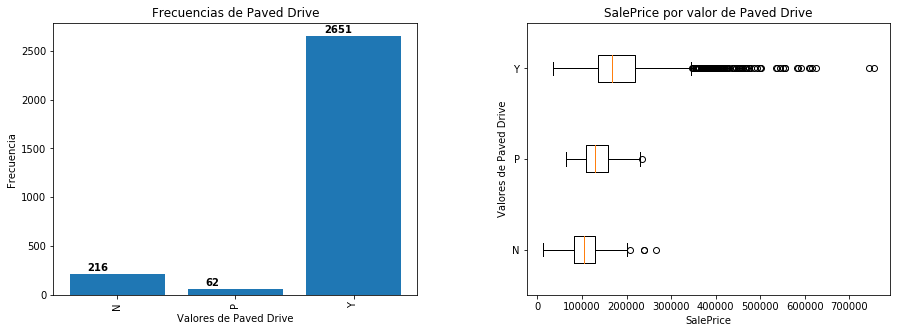 Frecuencias de Paved Drive
2651
2500
2000
1500
1000
500
0
Frecuencia
216
62
N
P
Y
Valores de Paved Drive
SalePrice por valor de Paved Drive
Valores de Paved Drive
Y
P
N
0 100000 200000 300000 400000 500000 600000 700000
SalePrice